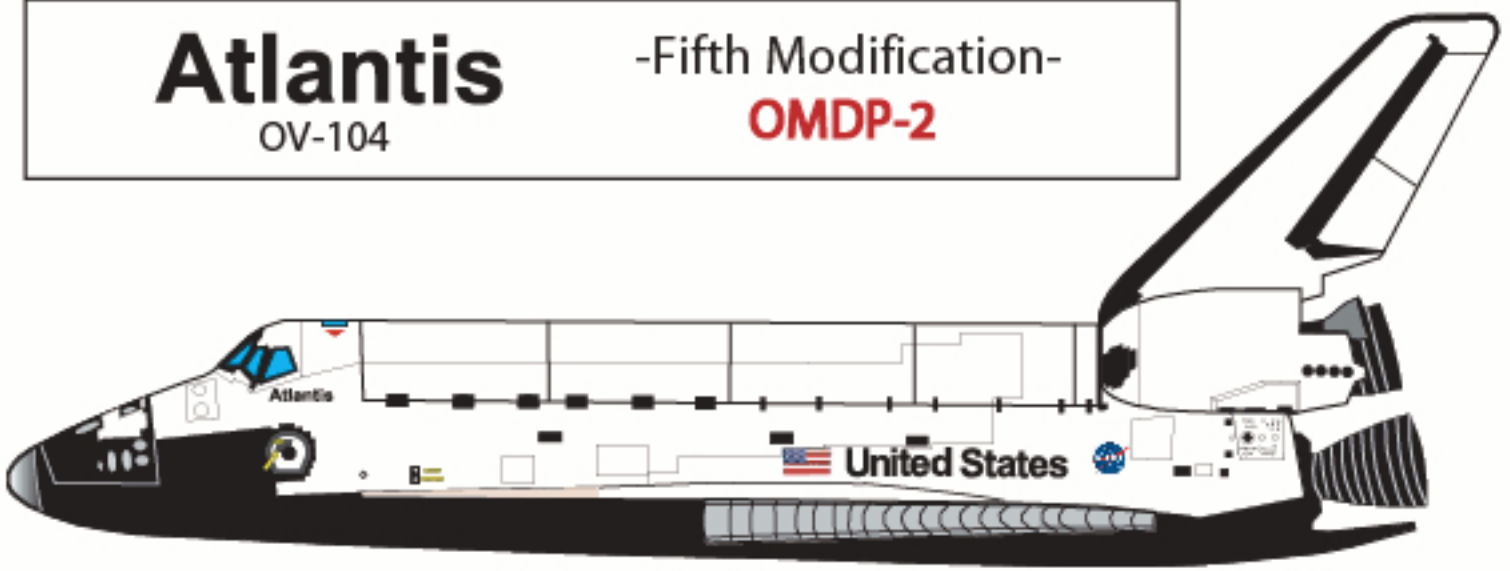 Atlantis
OV-104
-Fifth Modification-
OMDP-2
Atlantis
United States